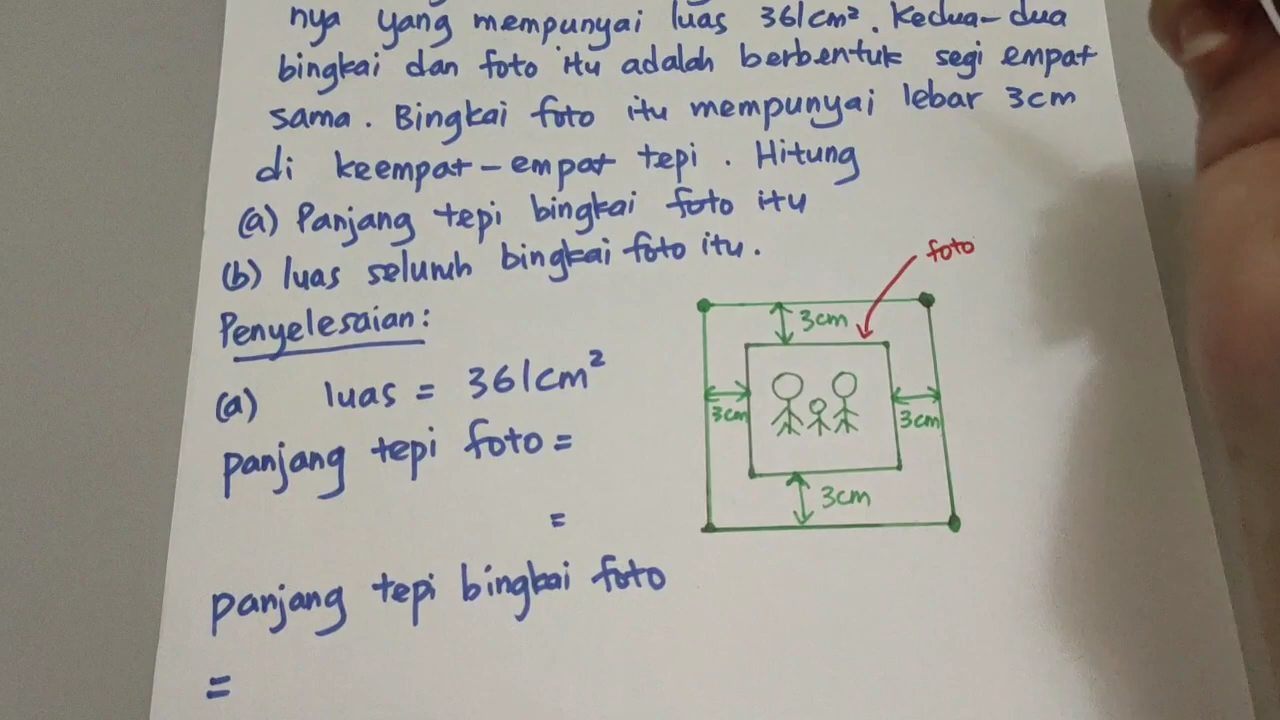 nya yang mempunyai luas 361cm². Kedua-dua
bingkai dan foto itu adalah berbentuk segi empat
sama. Bingkai foto itu mempunyai lebar 3cm
di keempat-empat tepi. Hitung
(a) Panjang tepi bingkai foto itu
(b) luas seluruh bingkai foto itu.
foto
Penyelesaian:
3cm
(a) luas = 361cm²
3cm
3cm
panjang tepi foto =
3cm
=
panjang tepi bingkai foto
=